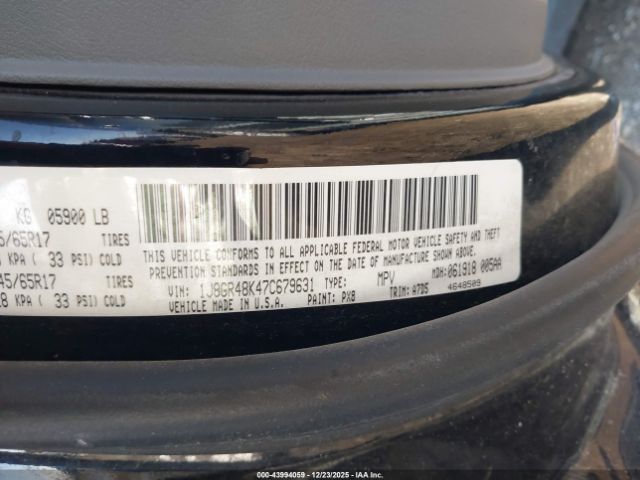 KG 05900 LB
5/65R17 TIRES
KPA ( 33 PSI) COLD
45/65R17 TIRES
8 KPA ( 33 PSI) COLD
THIS VEHICLE CONFORMS TO ALL APPLICABLE FEDERAL MOTOR VEHICLE SAFETY AND THEFT
PREVENTION STANDARDS IN EFFECT ON THE DATE OF MANUFACTURE SHOWN ABOVE.
VIN: 1J8GR48K47C679631 TYPE: MPV MDH: 061918 005AA
VEHICLE MADE IN U.S.A. PAINT: PX8 TRIM: A7D5 4648509
000-43994059 | 12/23/2025 - IAAI.COM